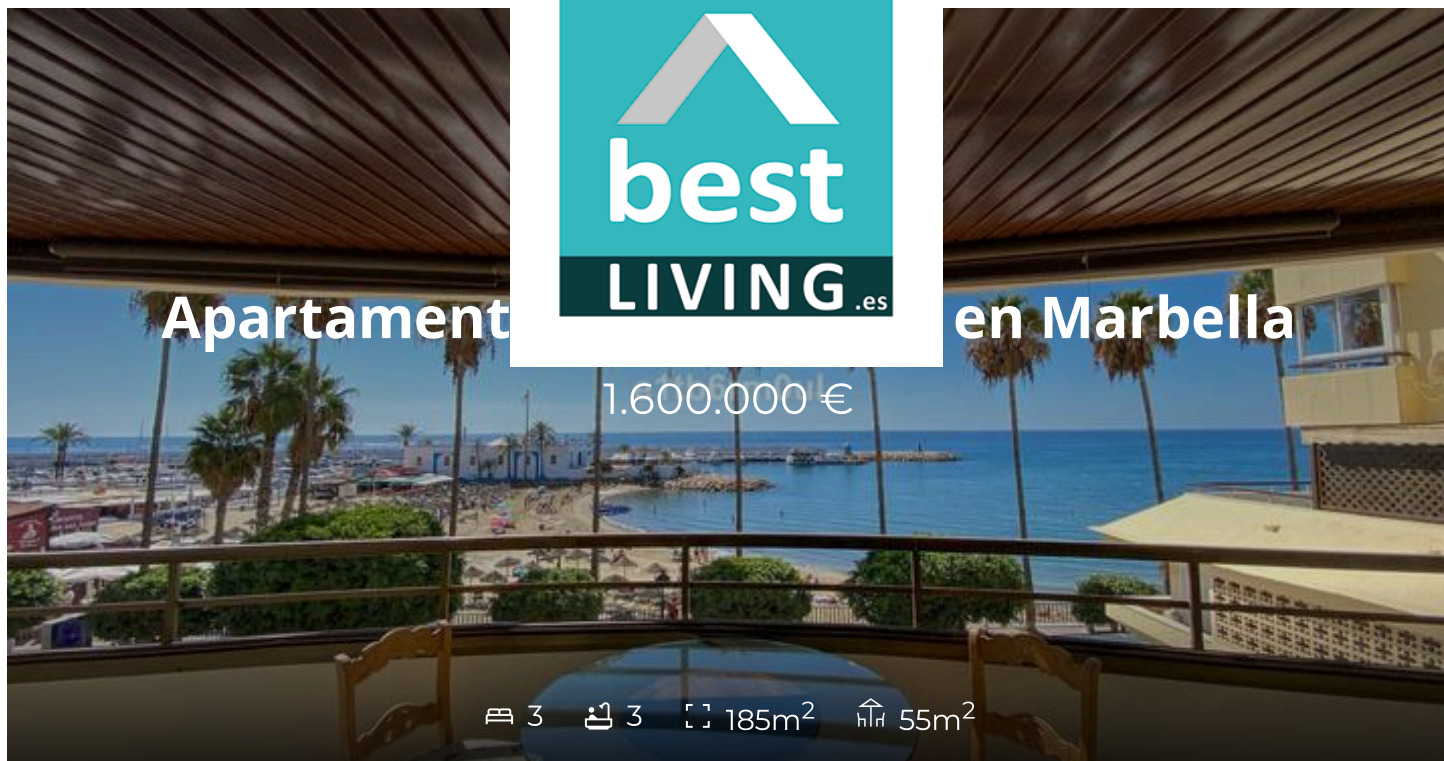 best
LIVING.es
Apartament en Marbella
1.600.000 €
3 3 185m² 55m²